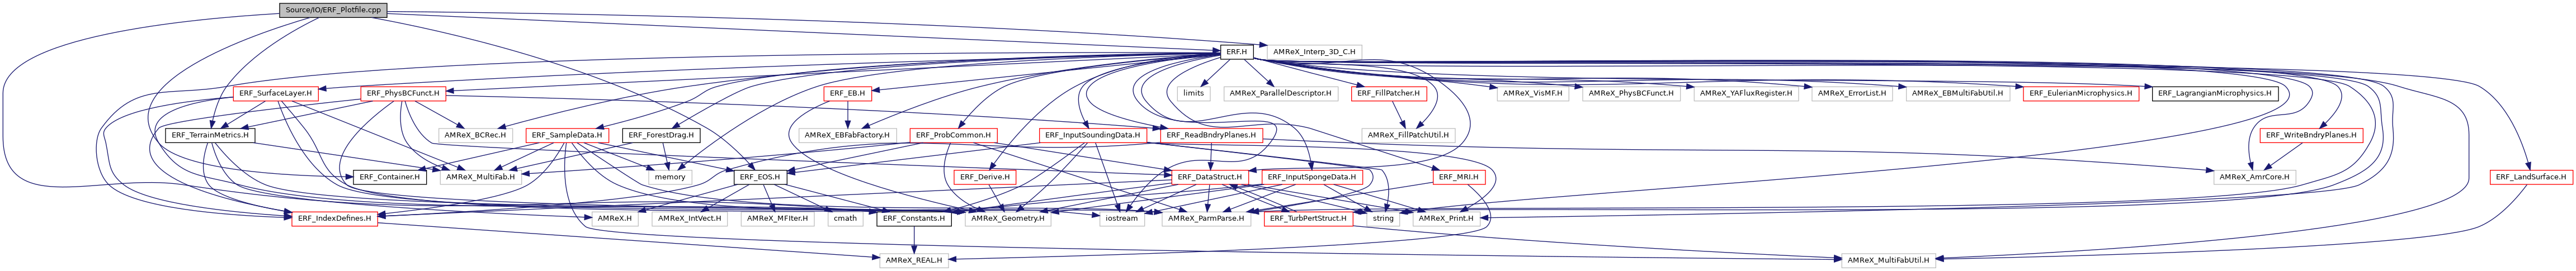 Source/IO/ERF_Plotfile.cpp
ERF.H
AMReX_Interp_3D_C.H
ERF_SurfaceLayer.H
ERF_PhysBCFunct.H
ERF_EB.H
limits
AMReX_ParallelDescriptor.H
ERF_FillPatcher.H
AMReX_VisMF.H
AMReX_PhysBCFunct.H
AMReX_YAFluxRegister.H
AMReX_ErrorList.H
AMReX_EBMultiFabUtil.H
ERF_EulerianMicrophysics.H
ERF_LagrangianMicrophysics.H
ERF_TerrainMetrics.H
AMReX_BCRec.H
ERF_SampleData.H
ERF_ForestDrag.H
AMReX_EBFabFactory.H
ERF_ProbCommon.H
ERF_InputSoundingData.H
ERF_ReadBndryPlanes.H
AMReX_FillPatchUtil.H
ERF_WriteBndryPlanes.H
ERF_Container.H
AMReX_MultiFab.H
memory
ERF_EOS.H
ERF_Derive.H
ERF_DataStruct.H
ERF_InputSpongeData.H
ERF_MRI.H
AMReX_AmrCore.H
ERF_LandSurface.H
ERF_IndexDefines.H
AMReX.H
AMReX_IntVect.H
AMReX_MFIter.H
cmath
ERF_Constants.H
AMReX_Geometry.H
iostream
AMReX_ParmParse.H
ERF_TurbPertStruct.H
string
AMReX_Print.H
AMReX_REAL.H
AMReX_MultiFabUtil.H